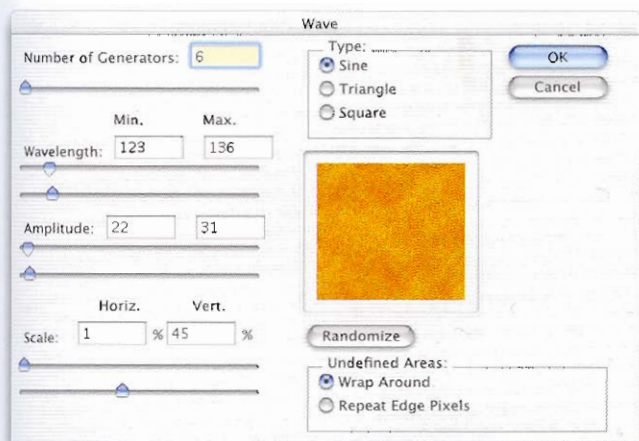 Wave
Number of Generators: 6
Min. Max.
Wavelength: 123 136
Amplitude: 22 31
Horiz. Vert.
Scale: 1 % 45 %
Type:
Sine
Triangle
Square
OK
Cancel
Randomize
Undefined Areas:
Wrap Around
Repeat Edge Pixels